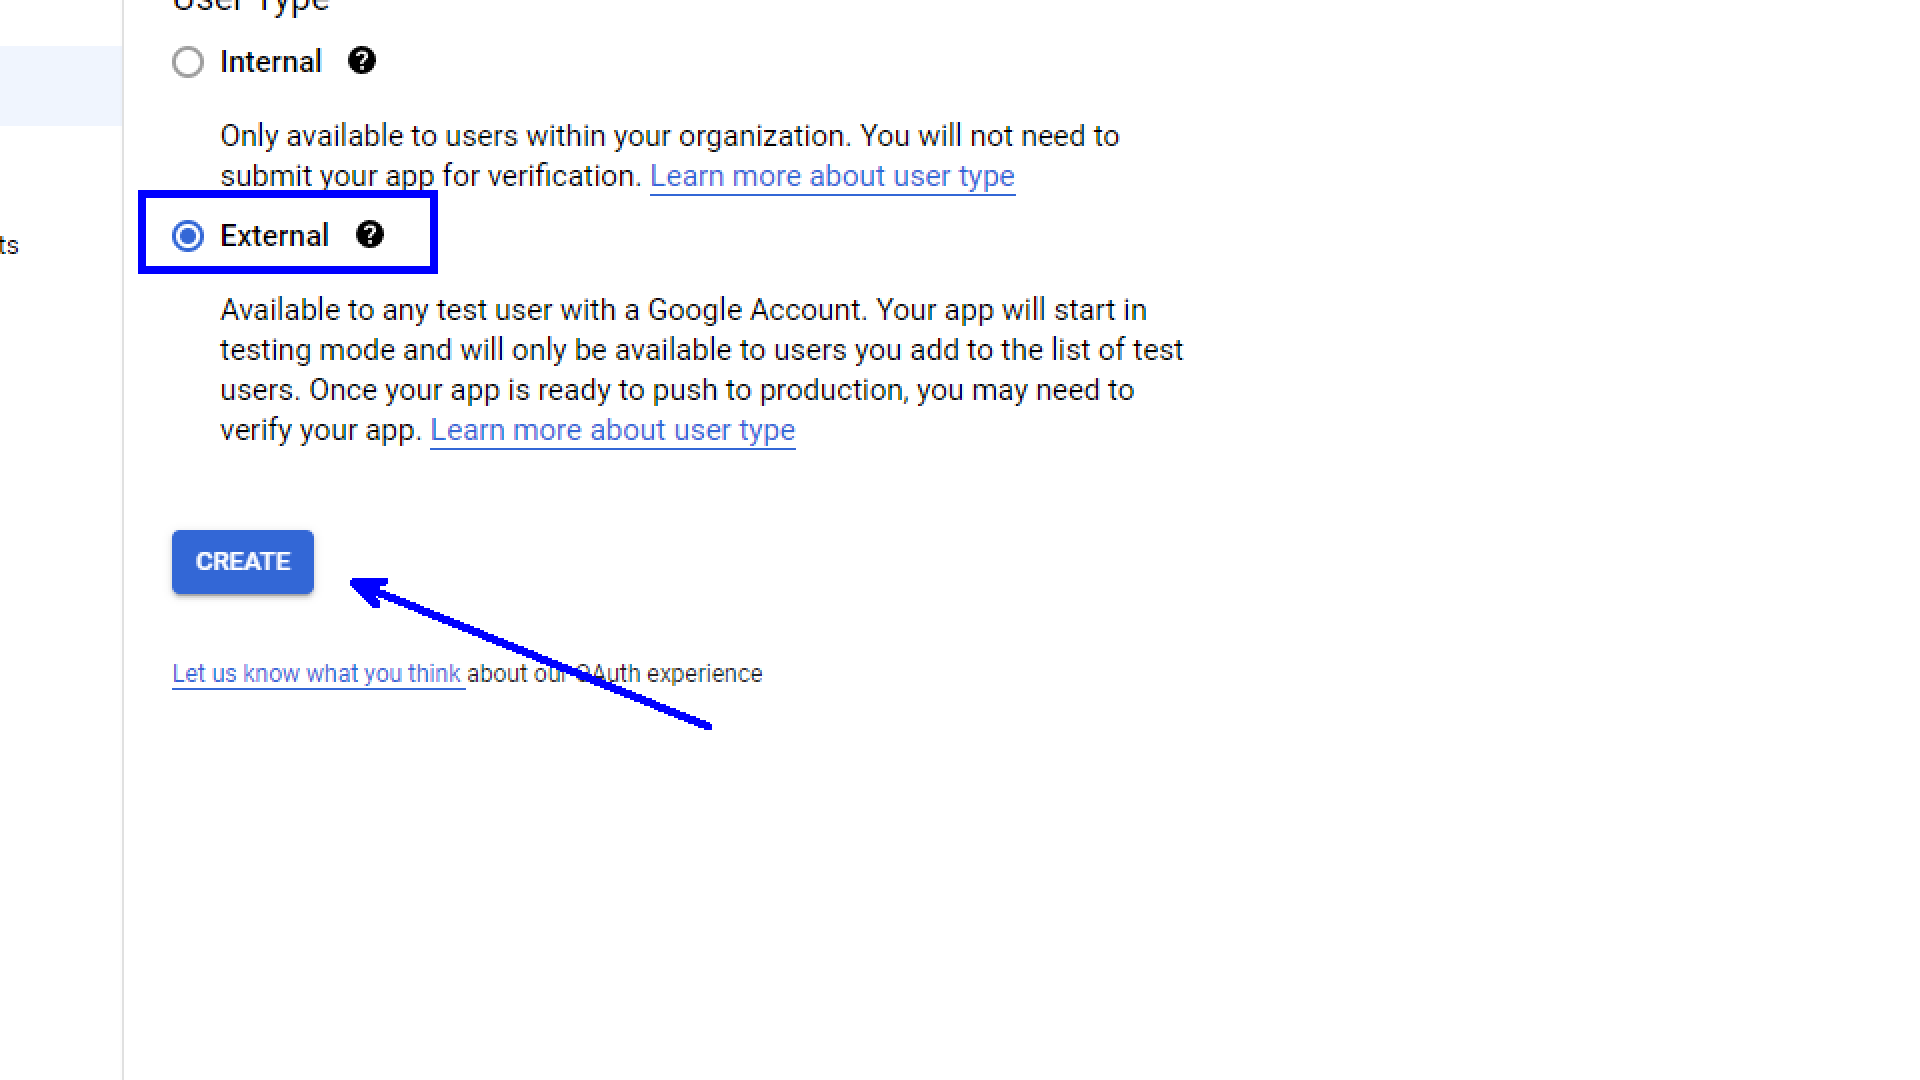 User Type
Internal
Only available to users within your organization. You will not need to
submit your app for verification. Learn more about user type
External
ts
Available to any test user with a Google Account. Your app will start in
testing mode and will only be available to users you add to the list of test
users. Once your app is ready to push to production, you may need to
verify your app. Learn more about user type
CREATE
Let us know what you think about our OAuth experience